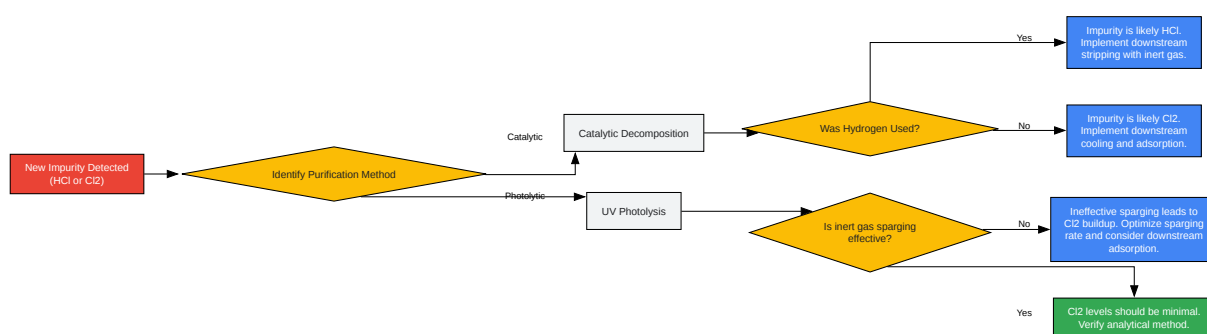 New Impurity Detected
(HCl or Cl2)
Identify Purification Method
Catalytic
Catalytic Decomposition
Was Hydrogen Used?
Yes
Impurity is likely HCl.
Implement downstream
stripping with inert gas.
No
Impurity is likely Cl2.
Implement downstream
cooling and adsorption.
Photolytic
UV Photolysis
Is inert gas sparging
effective?
No
Ineffective sparging leads to
Cl2 buildup. Optimize sparging
rate and consider downstream
adsorption.
Yes
Cl2 levels should be minimal.
Verify analytical method.